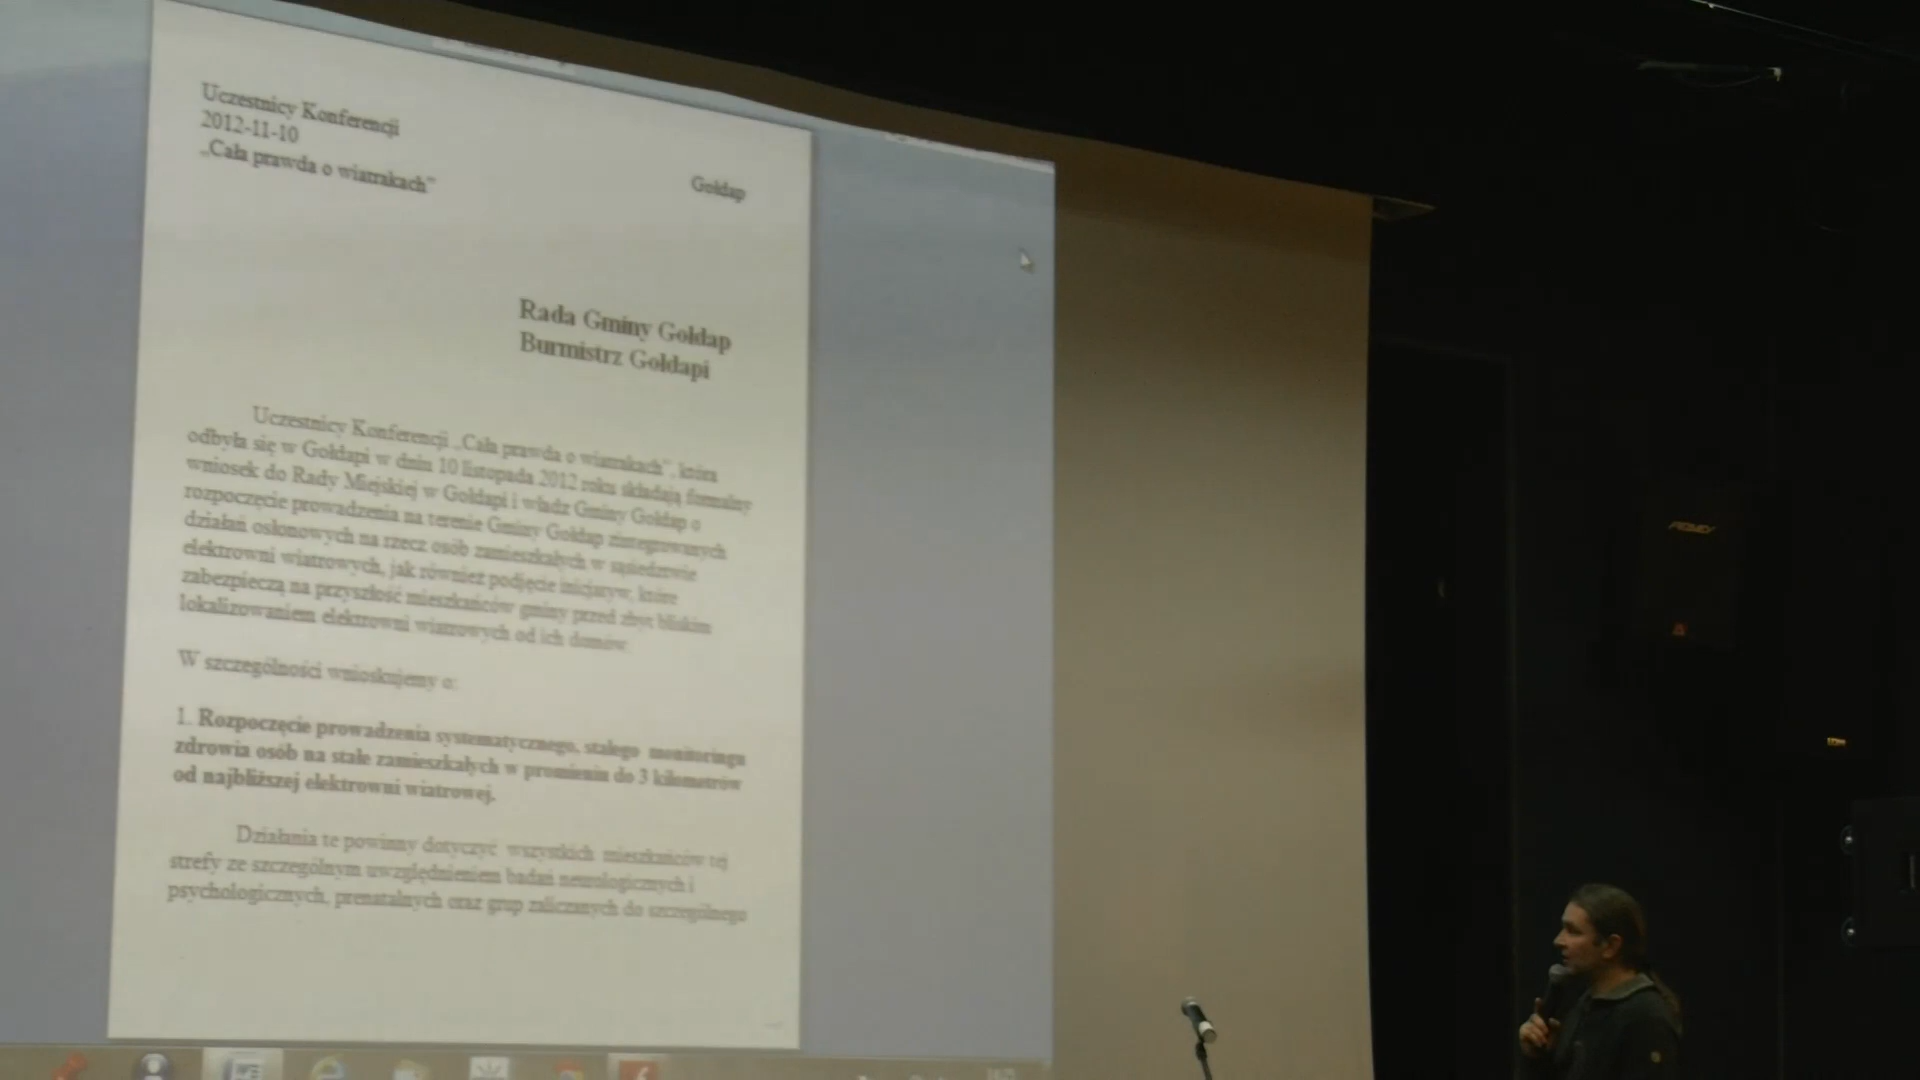 Uczestnicy Konferencji
2012-11-10
„Cała prawda o wiatrakach”
Gołdap
Rada Gminy Gołdap
Burmistrz Gołdapi
Uczestnicy Konferencji „Cała prawda o wiatrakach”, która
odbyła się w Gołdapi w dniu 10 listopada 2012 roku składają formalny
wniosek do Rady Miejskiej w Gołdapi i władz Gminy Gołdap o
rozpoczęcie prowadzenia na terenie Gminy Gołdap zintegrowanych
działań osłonowych na rzecz osób zamieszkałych w sąsiedztwie
elektrowni wiatrowych, jak również podjęcie inicjatyw, które
zabezpieczą na przyszłość mieszkańców gminy przed zbyt bliskim
lokalizowaniem elektrowni wiatrowych od ich domów.
W szczególności wnioskujemy o:
1. Rozpoczęcie prowadzenia systematycznego, stałego monitoringu
zdrowia osób na stałe zamieszkałych w promieniu do 3 kilometrów
od najbliższej elektrowni wiatrowej.
Działania te powinny dotyczyć wszystkich mieszkańców tej
strefy ze szczególnym uwzględnieniem badań neurologicznych i
psychologicznych, prenatalnych oraz grup zaliczanych do szczególnego